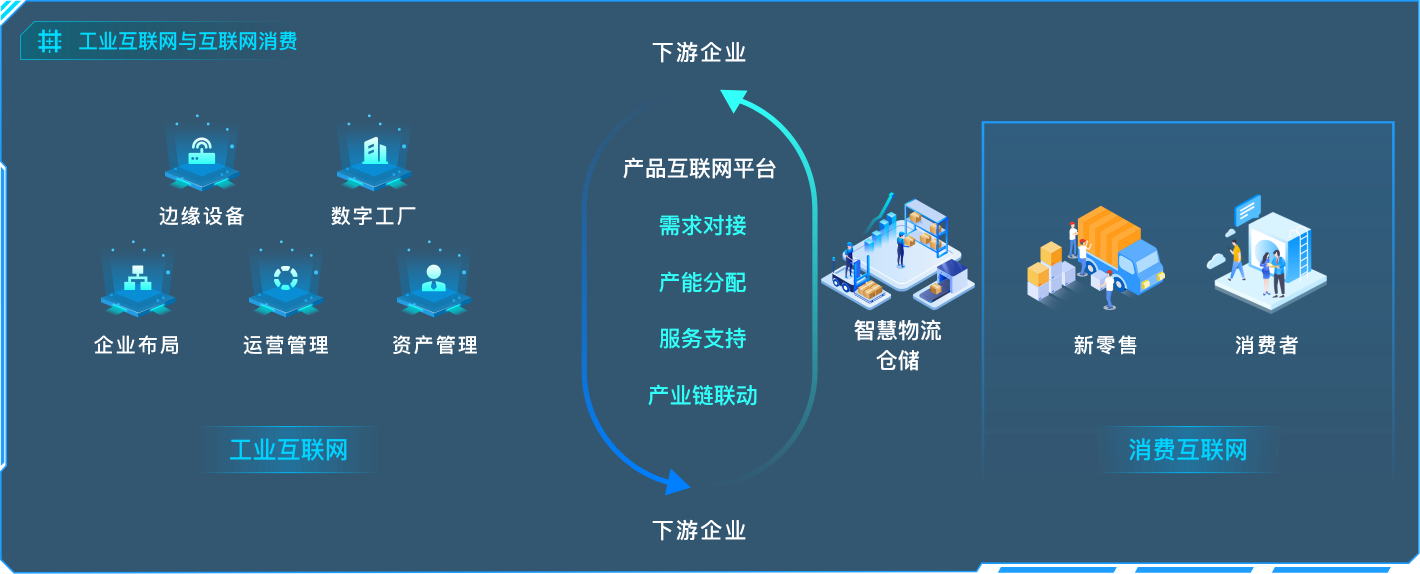 工业互联网与互联网消费
下游企业
边缘设备
数字工厂
企业布局
运营管理
资产管理
工业互联网
产品互联网平台
需求对接
产能分配
服务支持
产业链联动
下游企业
智慧物流
仓储
新零售
消费者
消费互联网